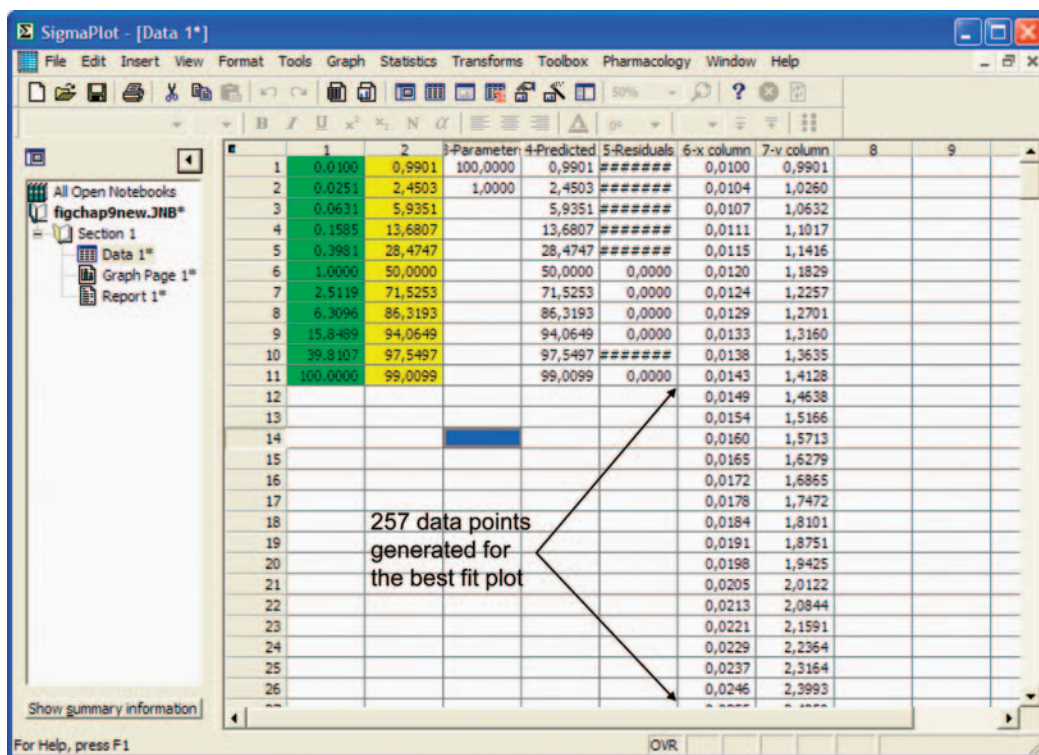 SigmaPlot - [Data 1*]
File Edit Insert View Format Tools Graph Statistics Transforms Toolbox Pharmacology Window Help
50%
B I U x² x₂ N α A 0º
1 2 3-Parameter 4-Predicted 5-Residuals 6-x column 7-y column 8 9
All Open Notebooks
figchap9new.JNB*
Section 1
Data 1*
Graph Page 1*
Report 1*
1 0.0100 0,9901 100,0000 0,9901 ####### 0,0100 0,9901
2 0.0251 2,4503 1,0000 2,4503 ####### 0,0104 1,0260
3 0.0631 5,9351 5,9351 ####### 0,0107 1,0632
4 0.1585 13,6807 13,6807 ####### 0,0111 1,1017
5 0.3981 28,4747 28,4747 ####### 0,0115 1,1416
6 1.0000 50,0000 50,0000 0,0000 0,0120 1,1829
7 2.5119 71,5253 71,5253 0,0000 0,0124 1,2257
8 6.3096 86,3193 86,3193 0,0000 0,0129 1,2701
9 15.8489 94,0649 94,0649 0,0000 0,0133 1,3160
10 39.8107 97,5497 97,5497 ####### 0,0138 1,3635
11 100.0000 99,0099 99,0099 0,0000 0,0143 1,4128
12 0,0149 1,4638
13 0,0154 1,5166
14 0,0160 1,5713
15 0,0165 1,6279
16 0,0172 1,6865
17 0,0178 1,7472
18 0,0184 1,8101
19 0,0191 1,8751
20 0,0198 1,9425
21 0,0205 2,0122
22 0,0213 2,0844
23 0,0221 2,1591
24 0,0229 2,2364
25 0,0237 2,3164
26 0,0246 2,3993
257 data points
generated for
the best fit plot
Show summary information
For Help, press F1
OVR